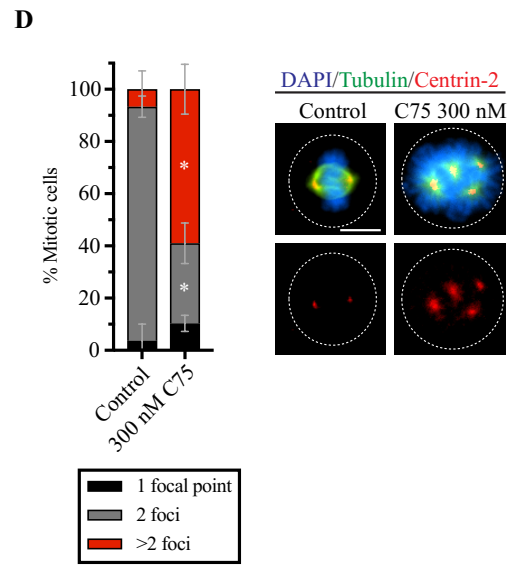 D
% Mitotic cells
100
80
60
40
20
0
*
*
Control
300 nM C75
1 focal point
2 foci
>2 foci
DAPI/Tubulin/Centrin-2
Control C75 300 nM